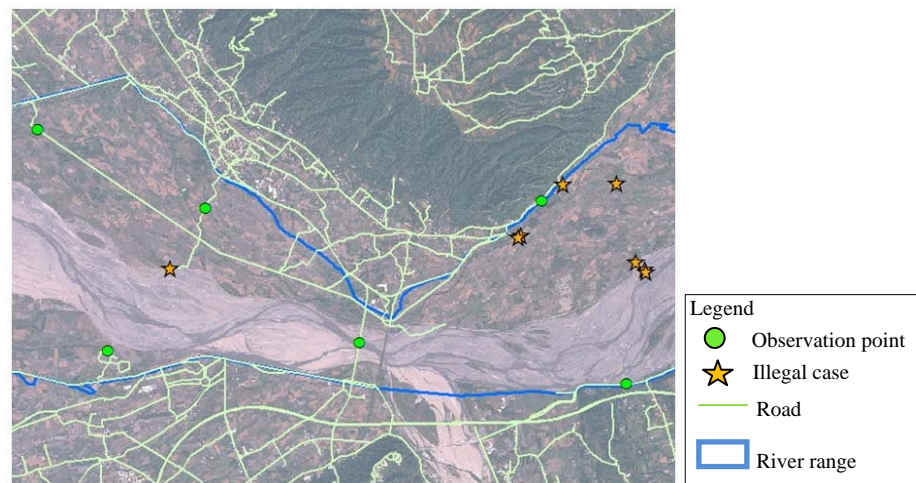 Legend
Observation point
Illegal case
Road
River range